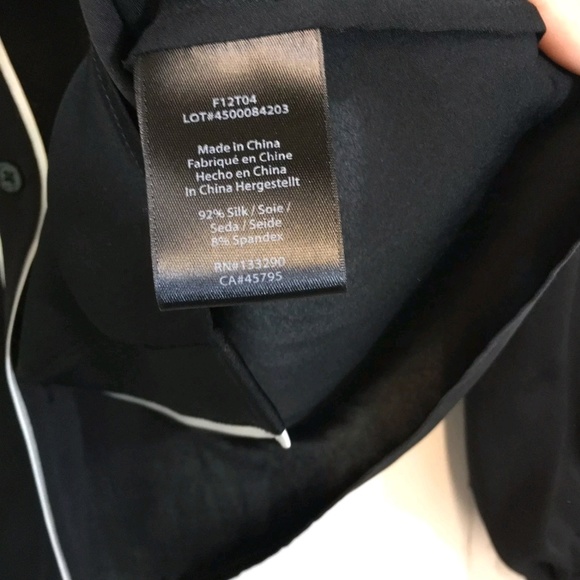 F12T04
LOT#4500084203
Made in China
Fabriqué en Chine
Hecho en China
In China Hergestellt
92% Silk / Soie /
Seda / Seide
8% Spandex
RN#133290
CA#45795